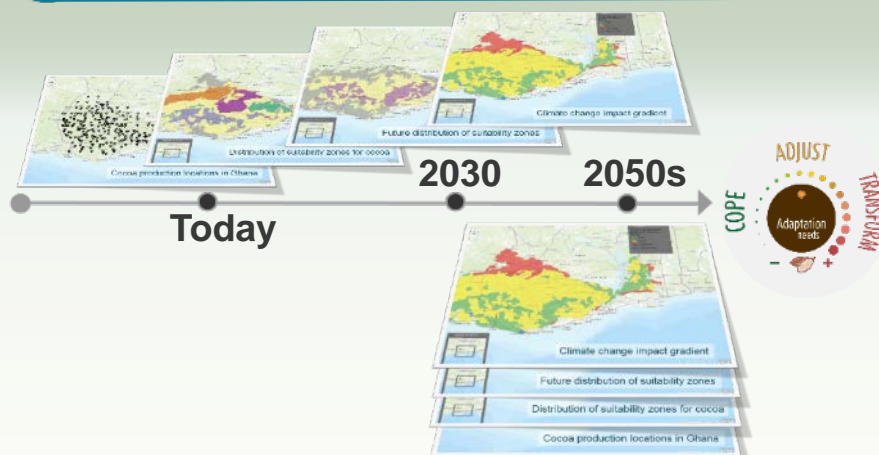 Climate change impact gradient
Future distribution of suitability zones
Distribution of suitability zones for cocoa
Cocoa production locations in Ghana
2030
2050s
Today
ADJUST
COPE
TRANSFORM
Adaptation
needs
- +
Climate change impact gradient
Future distribution of suitability zones
Distribution of suitability zones for cocoa
Cocoa production locations in Ghana